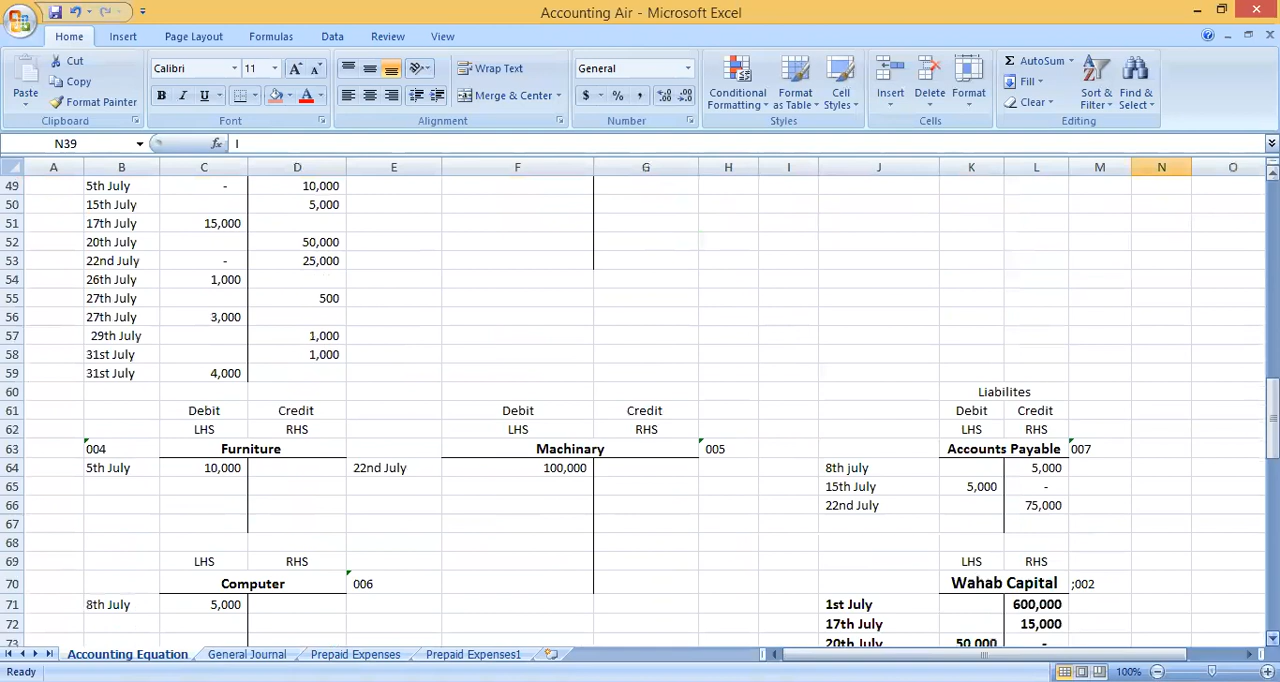 Accounting Air - Microsoft Excel
Home Insert Page Layout Formulas Data Review View
Paste Cut Copy Format Painter Clipboard
Calibri 11 A A B I U A Font
Wrap Text Merge & Center Alignment
General $ % , Number
Conditional Formatting Format as Table Cell Styles Styles
Insert Delete Format Cells
Σ AutoSum Fill Clear Sort & Filter Find & Select Editing
N39 fx I
A B C D E F G H I J K L M N O
49 5th July - 10,000
50 15th July 5,000
51 17th July 15,000
52 20th July 50,000
53 22nd July - 25,000
54 26th July 1,000
55 27th July 500
56 27th July 3,000
57 29th July 1,000
58 31st July 1,000
59 31st July 4,000
60 Liabilites
61 Debit Credit Debit Credit Debit Credit
62 LHS RHS LHS RHS LHS RHS
63 004 Furniture Machinary 005 Accounts Payable 007
64 5th July 10,000 22nd July 100,000 8th july 5,000
65 15th July 5,000 -
66 22nd July 75,000
67
68
69 LHS RHS LHS RHS
70 Computer 006 Wahab Capital ;002
71 8th July 5,000 1st July 600,000
72 17th July 15,000
73 20th July 50,000 -
Accounting Equation General Journal Prepaid Expenses Prepaid Expenses1
Ready 100%